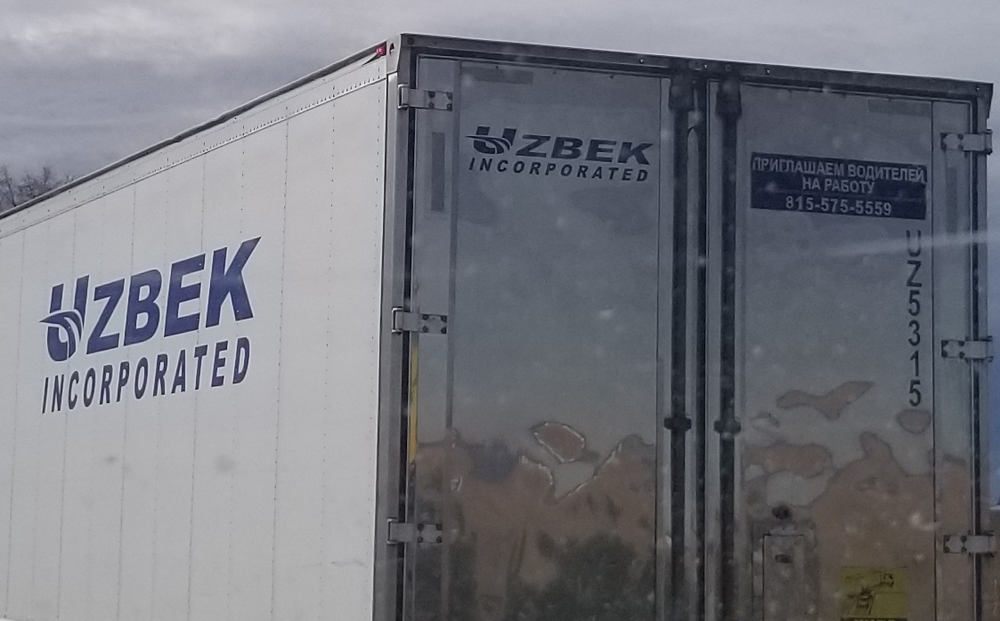 UZBEK
INCORPORATED
UZBEK
INCORPORATED
ПРИГЛАШАЕМ ВОДИТЕЛЕЙ
НА РАБОТУ
815-575-5559
UZ5315